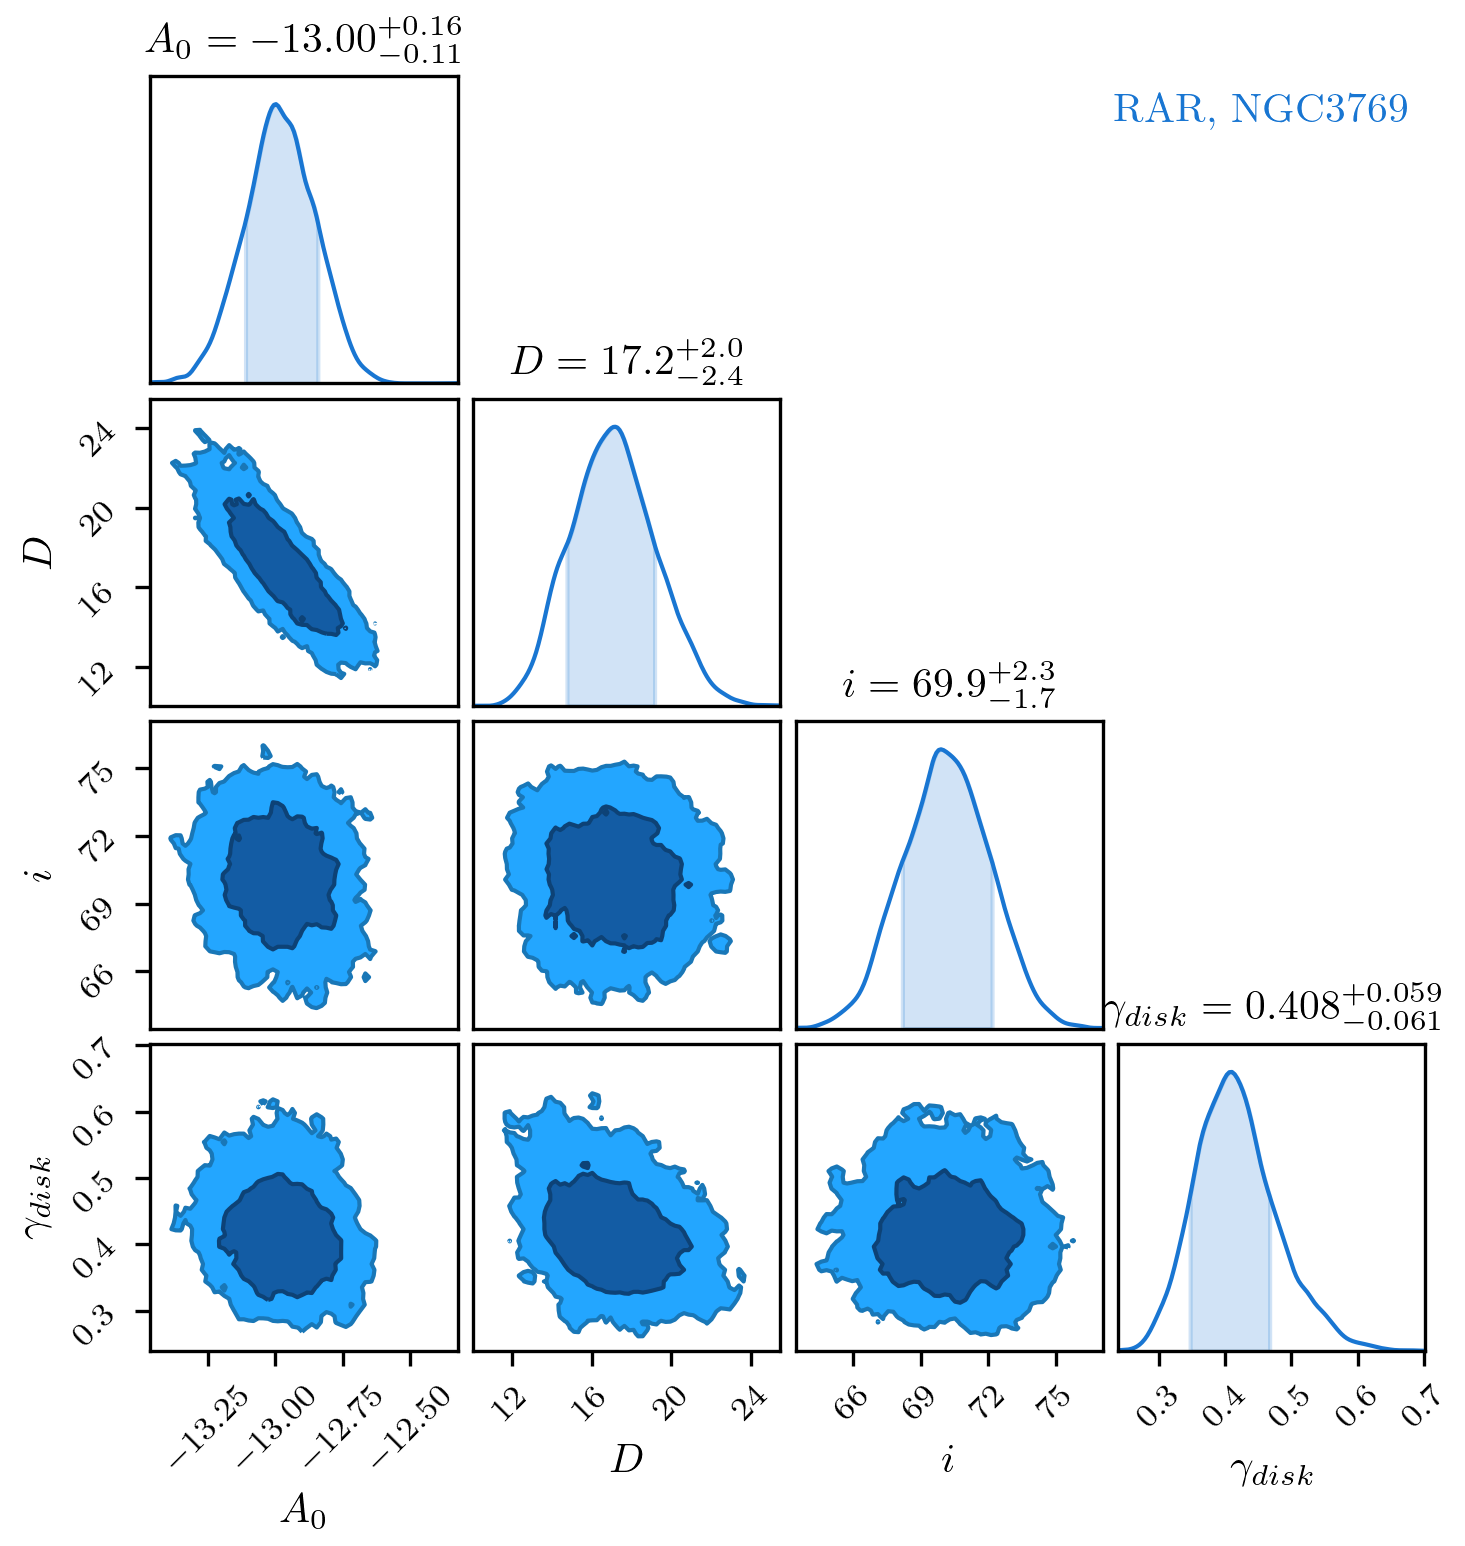 A₀ = −13.00⁺⁰·¹⁶₋₀.₁₁
RAR, NGC3769
D = 17.2⁺²·⁰₋₂.₄
24
20
16
12
D
i = 69.9⁺²·³₋₁.₇
75
72
69
66
i
γ_disk = 0.408⁺⁰·⁰⁵⁹₋₀.₀₆₁
0.7
0.6
0.5
0.4
0.3
γ_disk
−13.25 −13.00 −12.75 −12.50
12 16 20 24
66 69 72 75
0.3 0.4 0.5 0.6 0.7
A₀
D
i
γ_disk